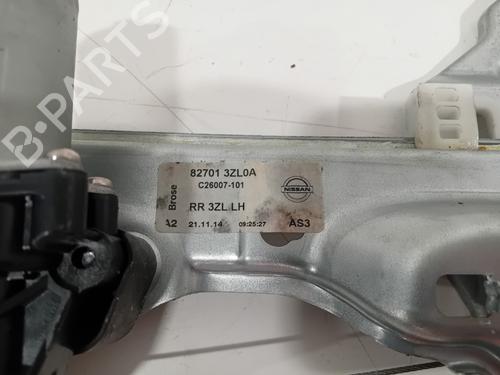 B-PARTS
82701 3ZL0A
C26007-101
Brose
NISSAN
RR 3ZL LH
A2 21.11.14 09:25:27 AS3